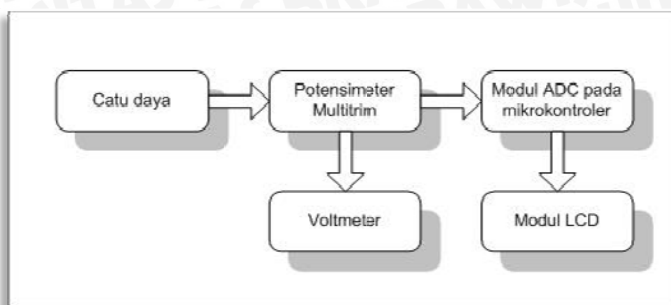 Catu daya
Potensimeter
Multitrim
Modul ADC pada
mikrokontroler
Voltmeter
Modul LCD